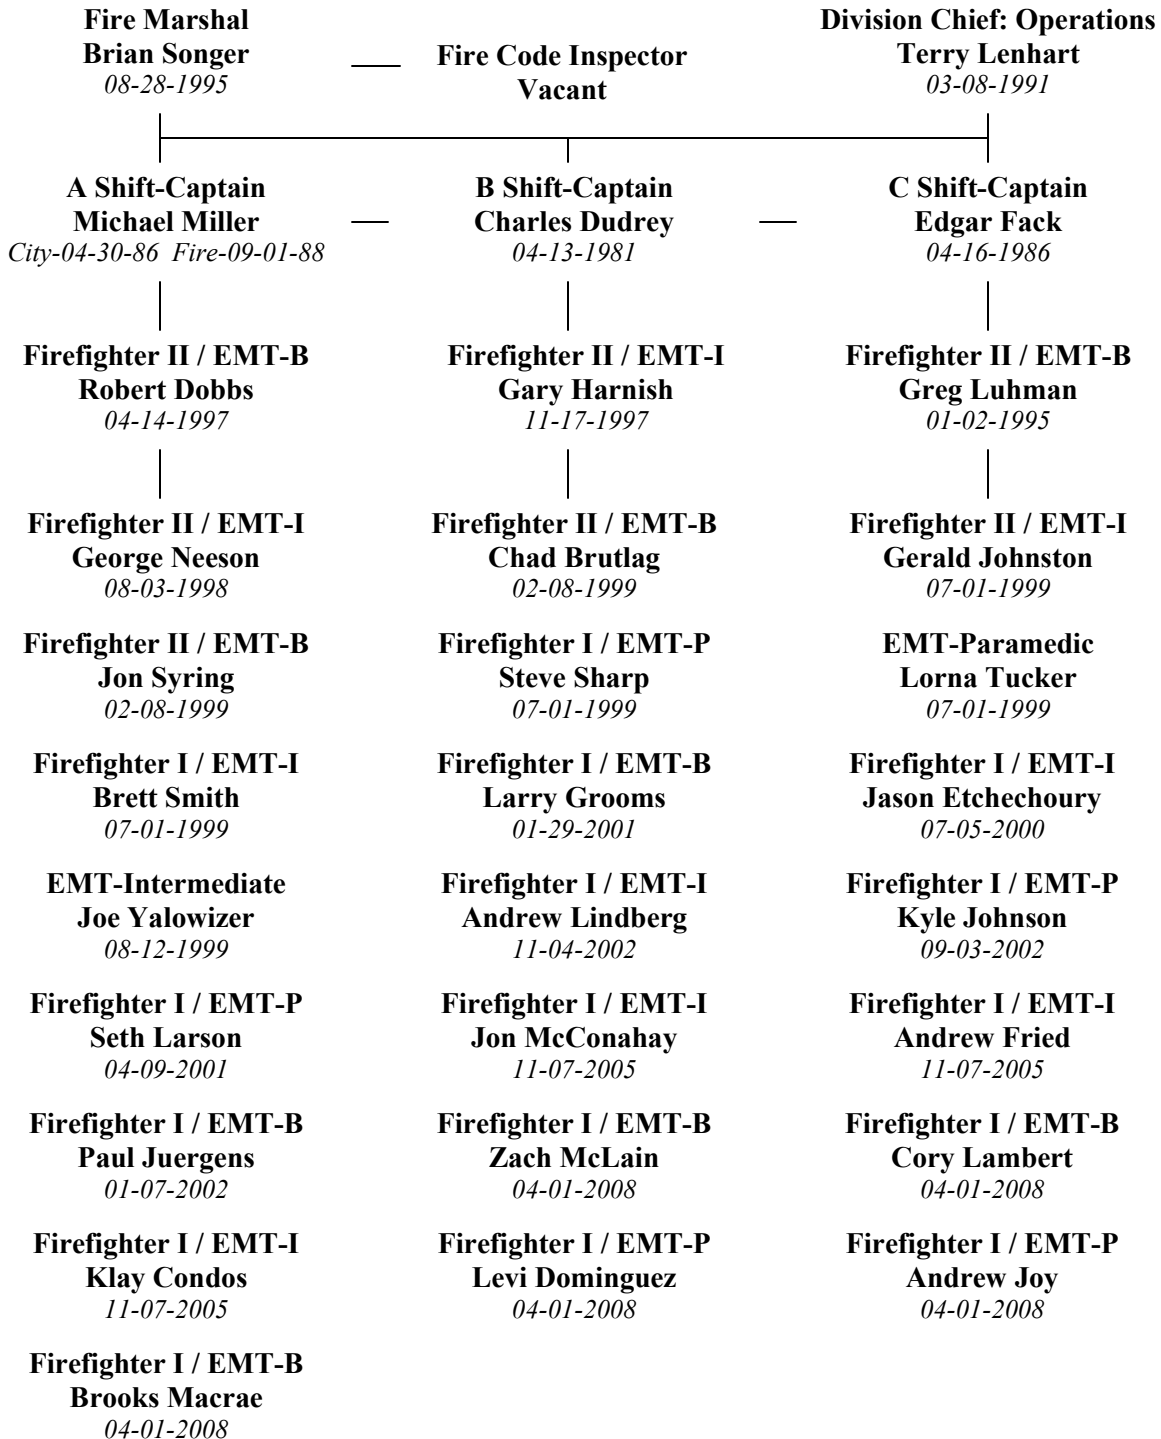 Fire Marshal
Brian Songer
08-28-1995
Fire Code Inspector
Vacant
Division Chief: Operations
Terry Lenhart
03-08-1991
A Shift-Captain
Michael Miller
City-04-30-86 Fire-09-01-88
B Shift-Captain
Charles Dudrey
04-13-1981
C Shift-Captain
Edgar Fack
04-16-1986
Firefighter II / EMT-B
Robert Dobbs
04-14-1997
Firefighter II / EMT-I
Gary Harnish
11-17-1997
Firefighter II / EMT-B
Greg Luhman
01-02-1995
Firefighter II / EMT-I
George Neeson
08-03-1998
Firefighter II / EMT-B
Chad Brutlag
02-08-1999
Firefighter II / EMT-I
Gerald Johnston
07-01-1999
Firefighter II / EMT-B
Jon Syring
02-08-1999
Firefighter I / EMT-P
Steve Sharp
07-01-1999
EMT-Paramedic
Lorna Tucker
07-01-1999
Firefighter I / EMT-I
Brett Smith
07-01-1999
Firefighter I / EMT-B
Larry Grooms
01-29-2001
Firefighter I / EMT-I
Jason Etchechoury
07-05-2000
EMT-Intermediate
Joe Yalowizer
08-12-1999
Firefighter I / EMT-I
Andrew Lindberg
11-04-2002
Firefighter I / EMT-P
Kyle Johnson
09-03-2002
Firefighter I / EMT-P
Seth Larson
04-09-2001
Firefighter I / EMT-I
Jon McConahay
11-07-2005
Firefighter I / EMT-I
Andrew Fried
11-07-2005
Firefighter I / EMT-B
Paul Juergens
01-07-2002
Firefighter I / EMT-B
Zach McLain
04-01-2008
Firefighter I / EMT-B
Cory Lambert
04-01-2008
Firefighter I / EMT-I
Klay Condos
11-07-2005
Firefighter I / EMT-P
Levi Dominguez
04-01-2008
Firefighter I / EMT-P
Andrew Joy
04-01-2008
Firefighter I / EMT-B
Brooks Macrae
04-01-2008